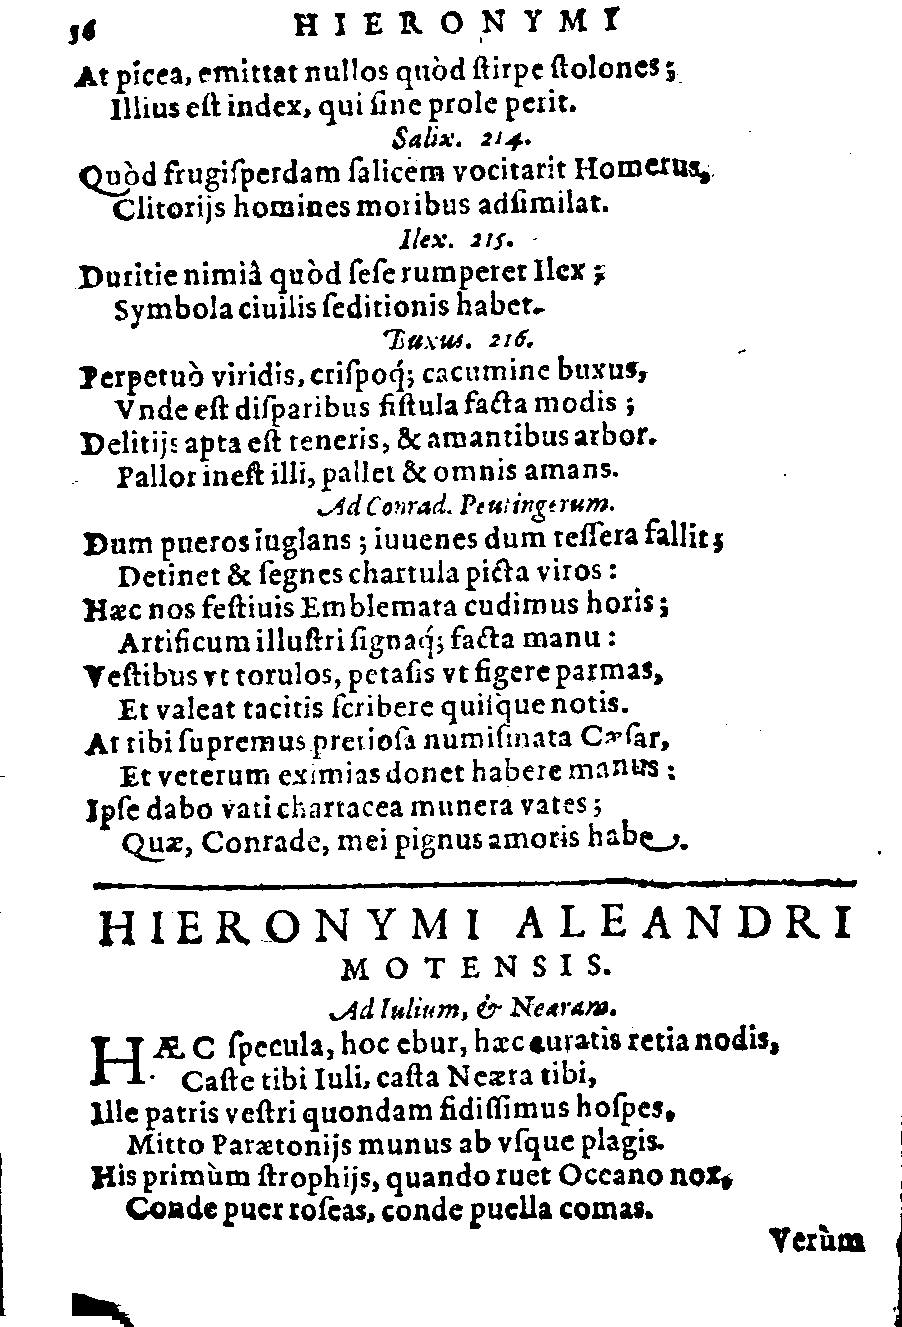 56 HIERONYMI
At picea, emittat nullos quòd ſtirpe ſtolones;
Illius eſt index, qui ſine prole perit.
Salix. 214.
Quòd frugiſperdam ſalicem vocitarit Homerus,
Clitorijs homines moribus adſimilat.
Ilex. 215.
Duritie nimiâ quòd ſeſe rumperet Ilex;
Symbola ciuilis ſeditionis habet.
Buxus. 216.
Perpetuò viridis, criſpoq́; cacumine buxus,
Vnde eſt diſparibus fiſtula facta modis;
Delitijs apta eſt teneris, & amantibus arbor.
Pallor ineſt illi, pallet & omnis amans.
Ad Conrad. Peutingerum.
Dum pueros iuglans; iuuenes dum teſſera fallit;
Detinet & ſegnes chartula picta viros:
Hæc nos feſtiuis Emblemata cudimus horis;
Artificum illuſtri ſignaq́; facta manu:
Veſtibus vt torulos, petaſis vt figere parmas,
Et valeat tacitis ſcribere quiſque notis.
At tibi ſupremus pretioſa numiſmata Cæſar,
Et veterum eximias donet habere manus:
Ipſe dabo vati chartacea munera vates;
Quæ, Conrade, mei pignus amoris habe.
HIERONYMI ALEANDRI
MOTENSIS.
Ad Iulium, & Neæram.
HÆC ſpecula, hoc ebur, hæc auratis retia nodis,
Caſte tibi Iuli, caſta Neæra tibi,
Ille patris veſtri quondam fidiſſimus hoſpes,
Mitto Parætonijs munus ab vſque plagis.
His primùm ſtrophijs, quando ruet Oceano nox,
Conde puer roſeas, conde puella comas.
Verùm